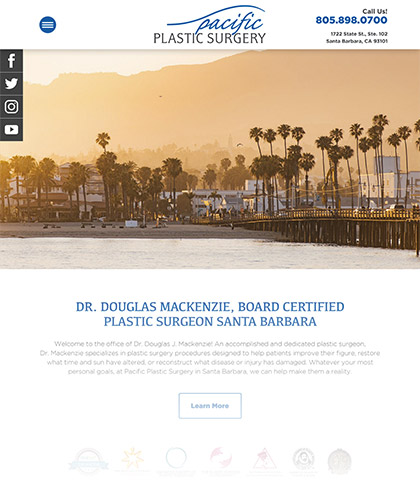 pacific
PLASTIC SURGERY
Call Us!
805.898.0700
1722 State St., Ste. 102
Santa Barbara, CA 93101
DR. DOUGLAS MACKENZIE, BOARD CERTIFIED
PLASTIC SURGEON SANTA BARBARA
Welcome to the office of Dr. Douglas J. Mackenzie! An accomplished and dedicated plastic surgeon,
Dr. Mackenzie specializes in plastic surgery procedures designed to help patients improve their figure, restore
what time and sun have altered, or reconstruct what disease or injury has damaged. Whatever your most
personal goals, at Pacific Plastic Surgery in Santa Barbara, we can help make them a reality.
Learn More